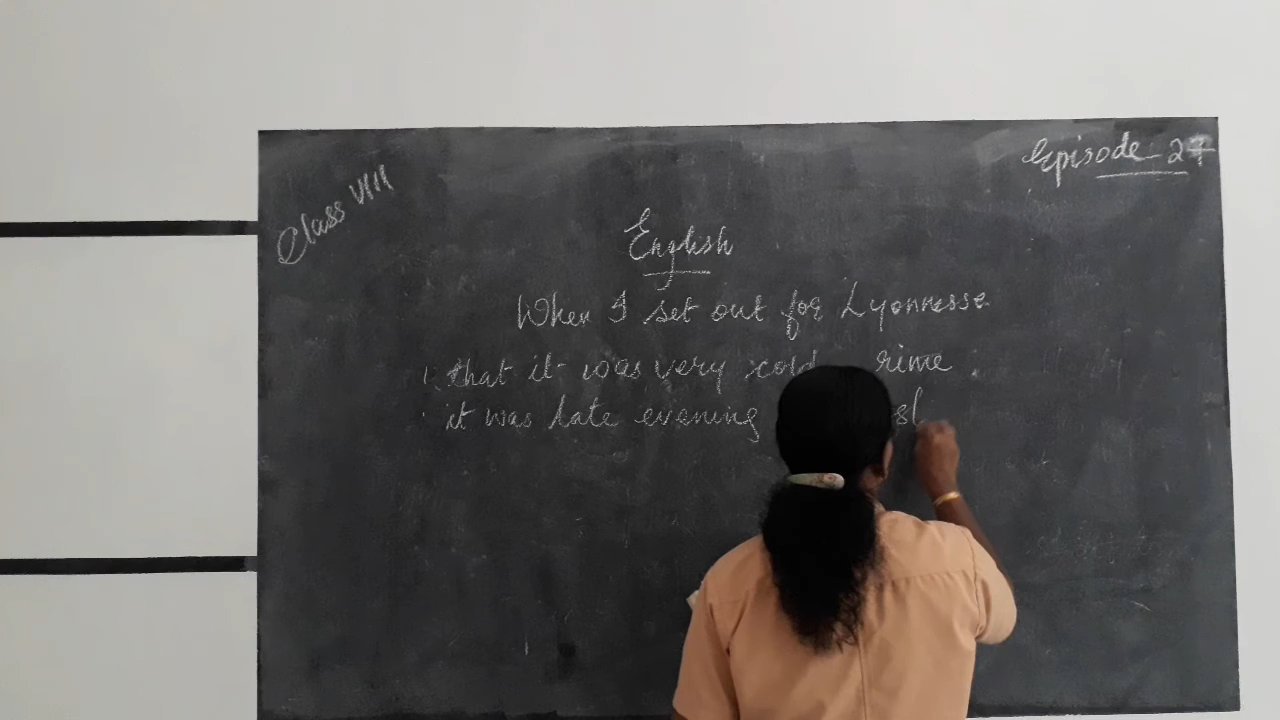 Episode 27
Class VIII
English
When I set out for Lyonnesse
1. that it was very cold rime
it was late evening